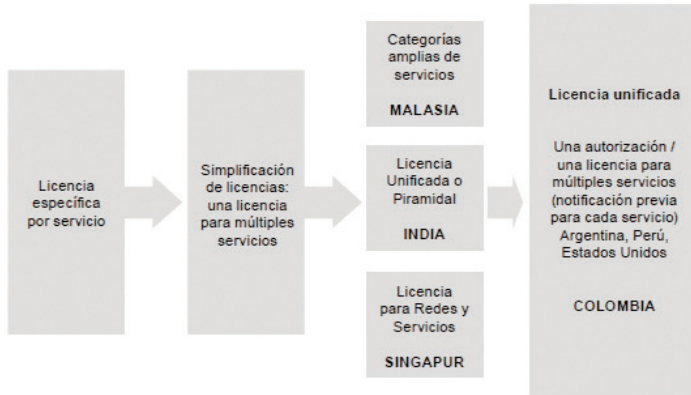 Licencia
específica
por servicio
Simplificación
de licencias:
una licencia
para múltiples
servicios
Categorías
amplias de
servicios
MALASIA
Licencia
Unificada o
Piramidal
INDIA
Licencia
para Redes y
Servicios
SINGAPUR
Licencia unificada
Una autorización /
una licencia para
múltiples servicios
(notificación previa
para cada servicio)
Argentina, Perú,
Estados Unidos
COLOMBIA